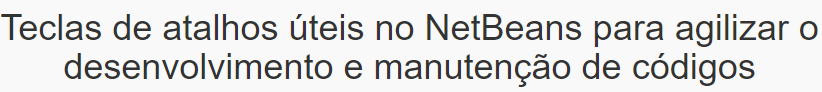 Teclas de atalhos úteis no NetBeans para agilizar o
desenvolvimento e manutenção de códigos